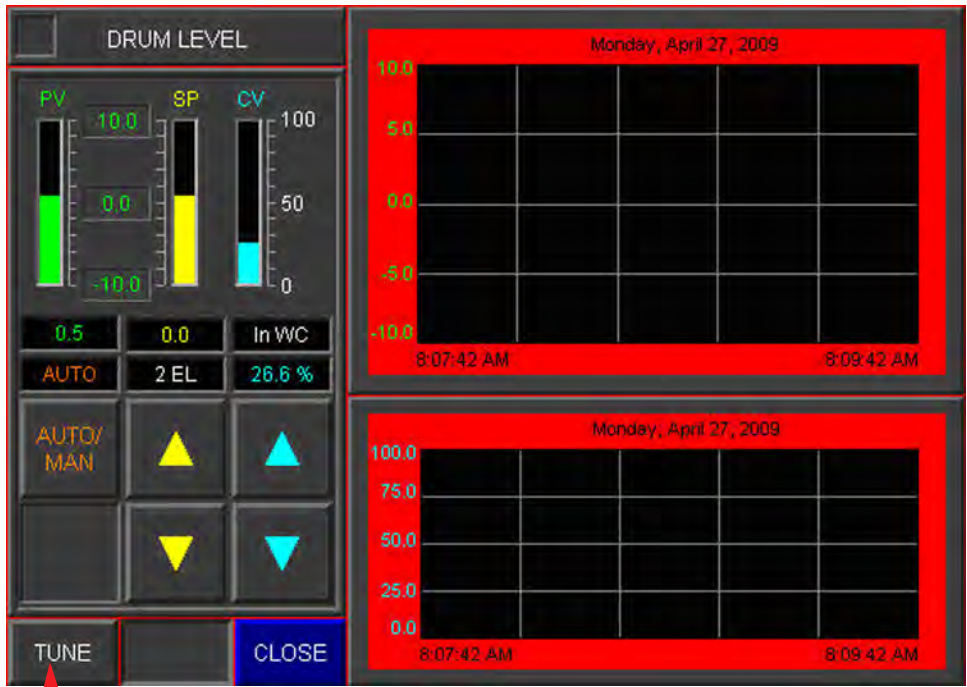 DRUM LEVEL
PV SP CV
10.0 100
0.0 50
-10.0 0
0.5 0.0 In WC
AUTO 2 EL 26.6 %
AUTO/
MAN
TUNE CLOSE
Monday, April 27, 2009
10.0
5.0
0.0
-5.0
-10.0
8:07:42 AM 8:09:42 AM
Monday, April 27, 2009
100.0
75.0
50.0
25.0
0.0
8:07:42 AM 8:09:42 AM